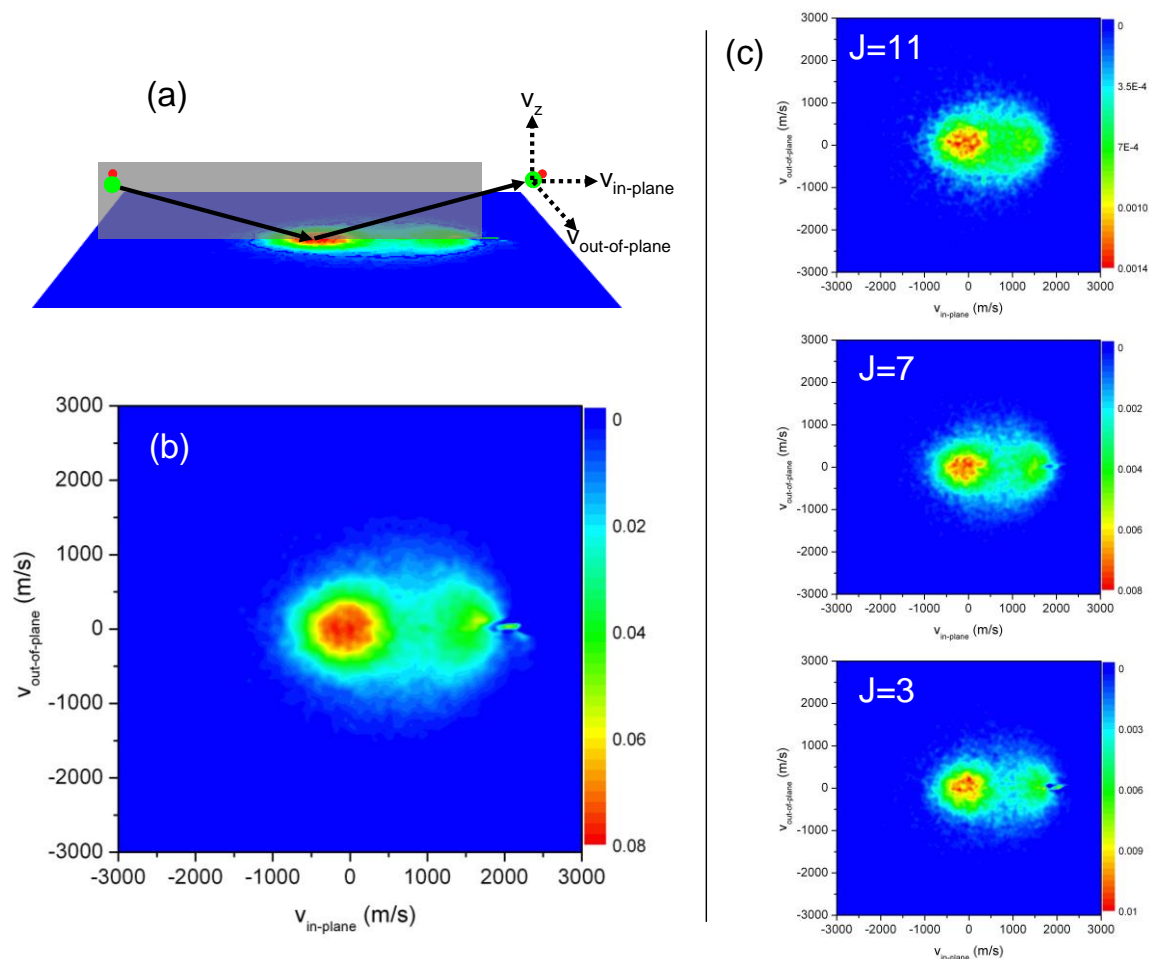 (a)
v_z
v_in-plane
v_out-of-plane
(b)
3000
2000
1000
0
-1000
-2000
-3000
v_out-of-plane (m/s)
-3000 -2000 -1000 0 1000 2000 3000
v_in-plane (m/s)
0
0.02
0.04
0.06
0.08
(c)
J=11
3000
2000
1000
0
-1000
-2000
-3000
v_out-of-plane (m/s)
-3000 -2000 -1000 0 1000 2000 3000
v_in-plane (m/s)
0
3.5E-4
7E-4
0.0010
0.0014
J=7
3000
2000
1000
0
-1000
-2000
-3000
v_out-of-plane (m/s)
-3000 -2000 -1000 0 1000 2000 3000
v_in-plane (m/s)
0
0.002
0.004
0.006
0.008
J=3
3000
2000
1000
0
-1000
-2000
-3000
v_out-of-plane (m/s)
-3000 -2000 -1000 0 1000 2000 3000
v_in-plane (m/s)
0
0.003
0.006
0.009
0.01